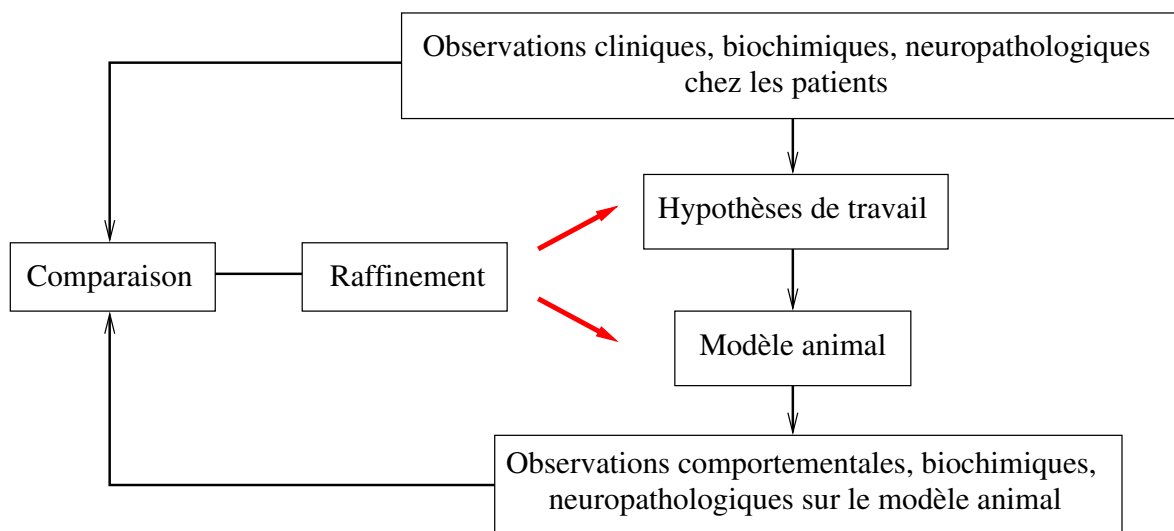 Observations cliniques, biochimiques, neuropathologiques
chez les patients
Hypothèses de travail
Comparaison
Raffinement
Modèle animal
Observations comportementales, biochimiques,
neuropathologiques sur le modèle animal